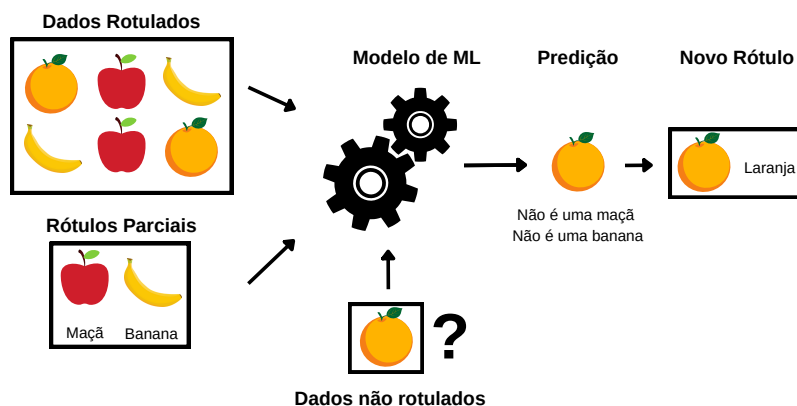 Dados Rotulados
Modelo de ML
Predição
Novo Rótulo
Laranja
Não é uma maçã
Não é uma banana
Rótulos Parciais
Maçã
Banana
?
Dados não rotulados